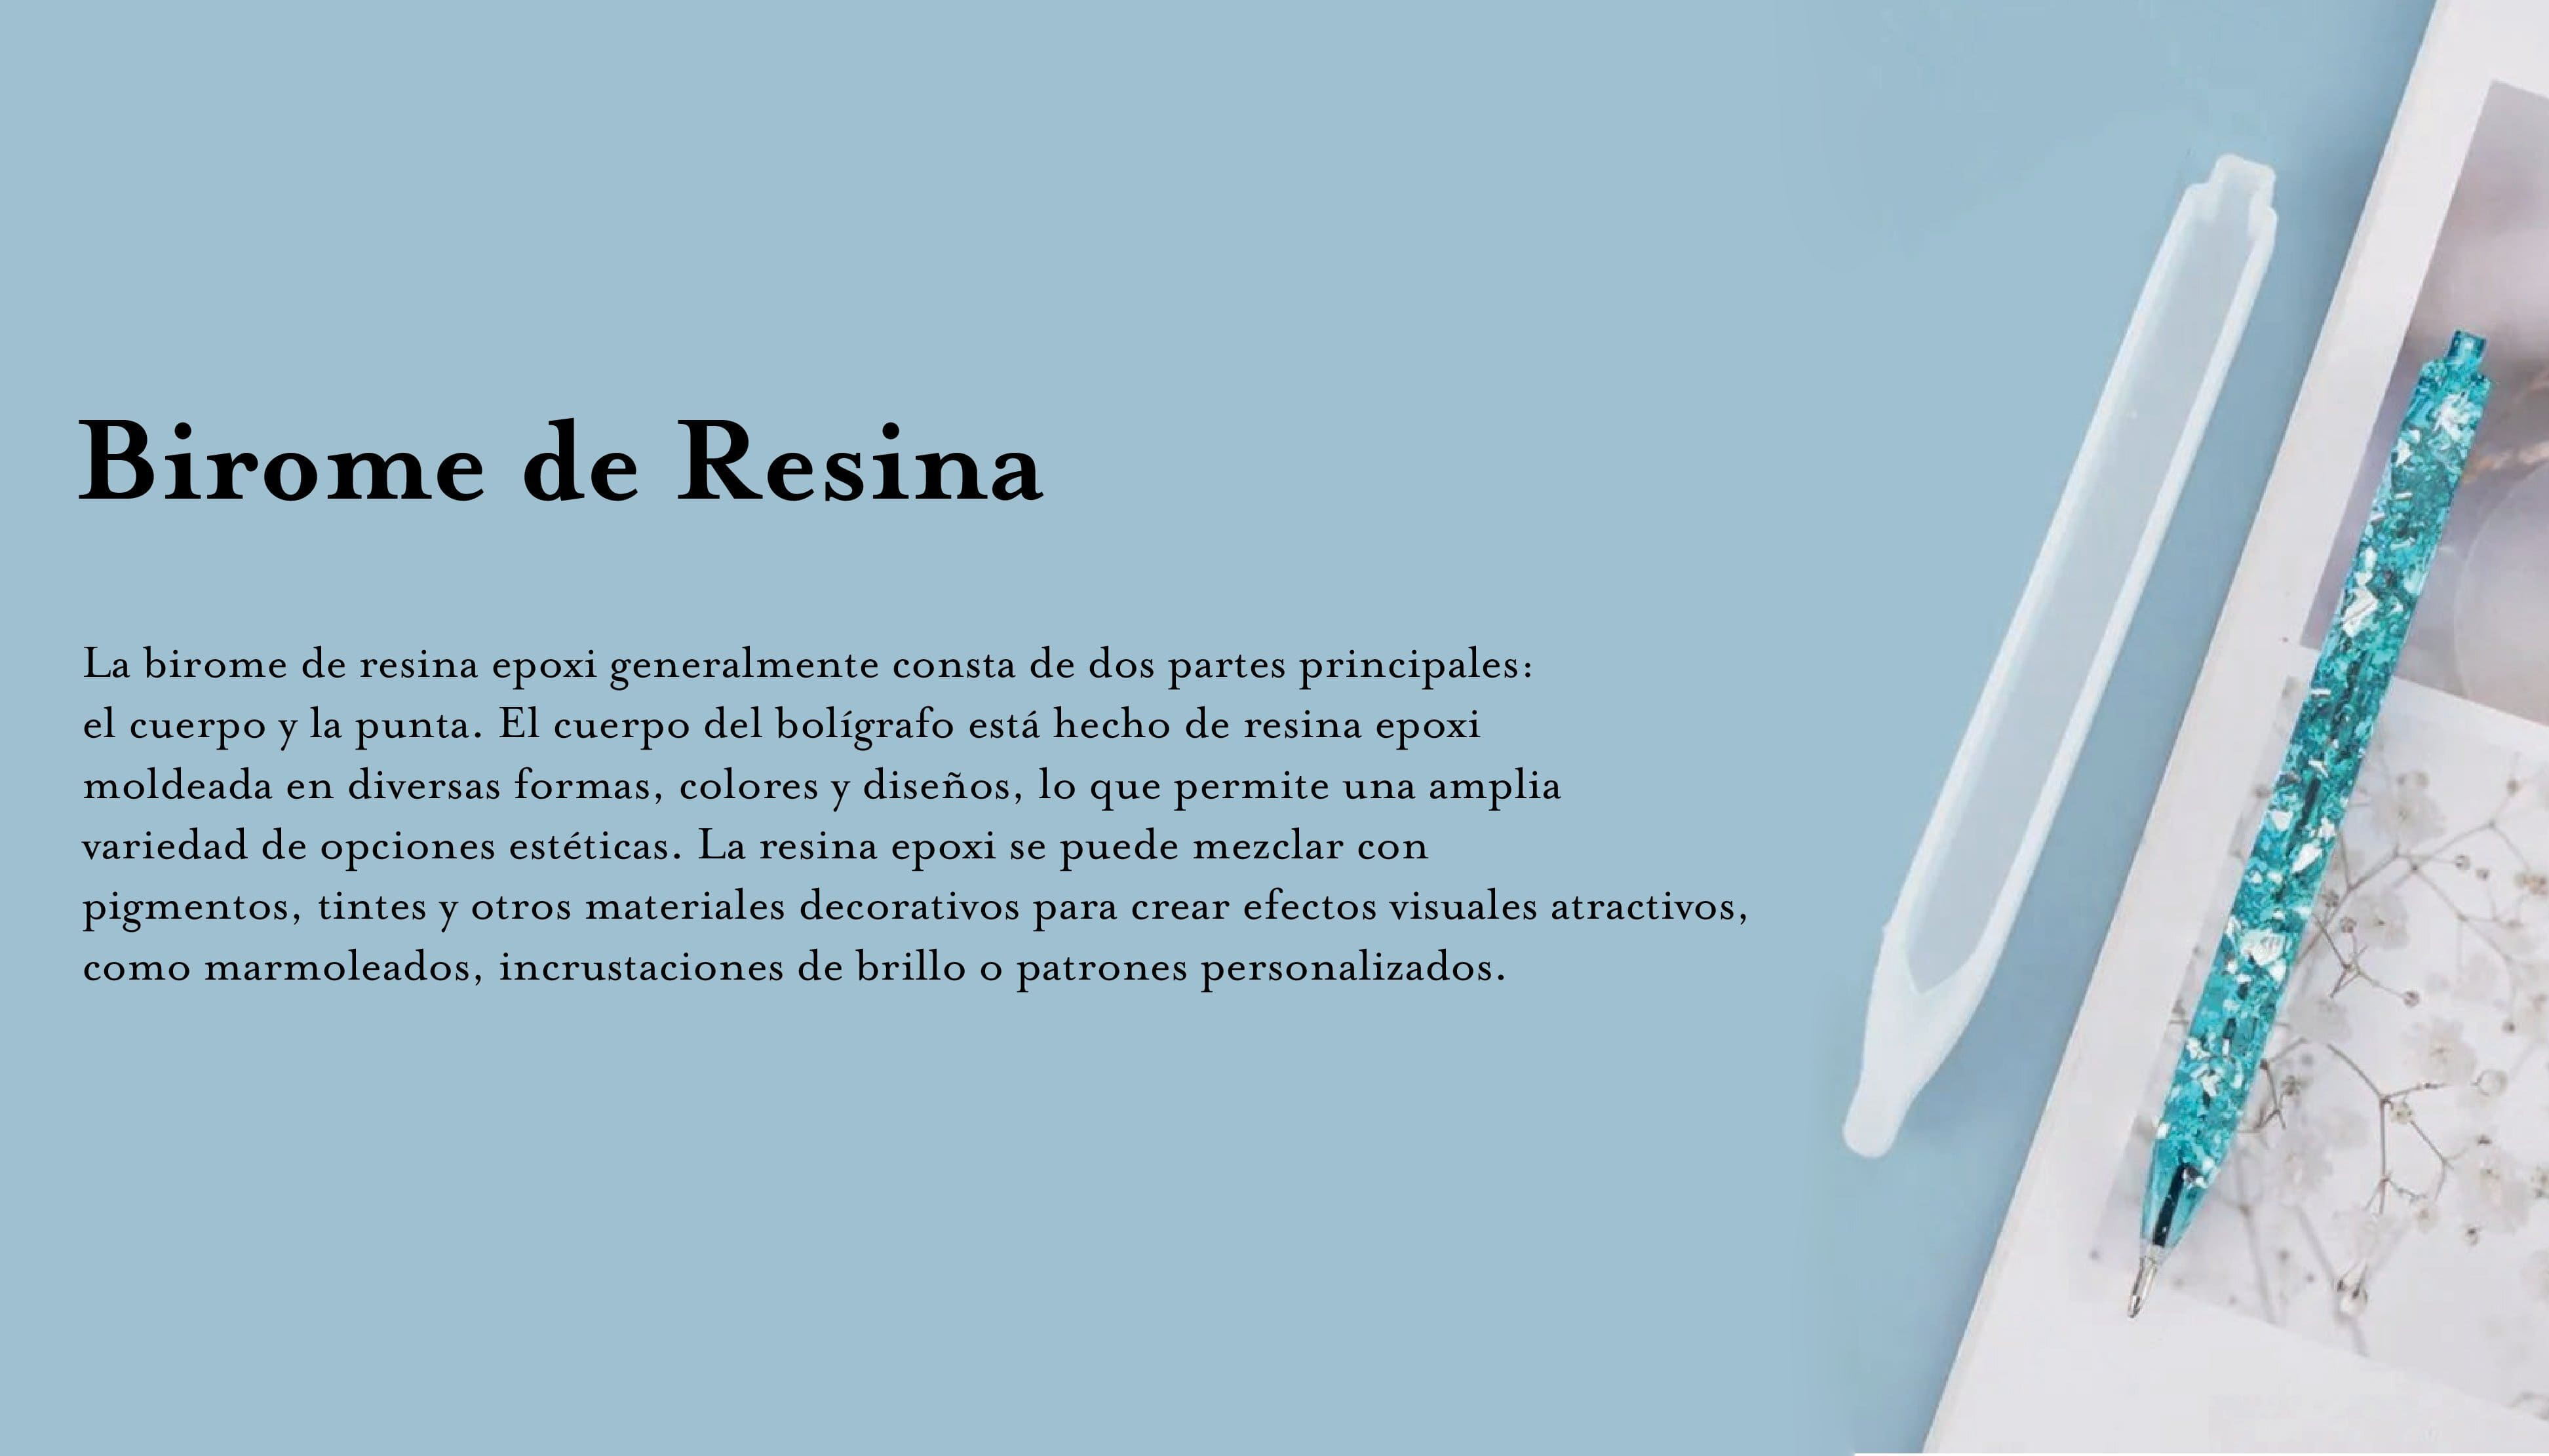 Birome de Resina
La birome de resina epoxi generalmente consta de dos partes principales:
el cuerpo y la punta. El cuerpo del bolígrafo está hecho de resina epoxi
moldeada en diversas formas, colores y diseños, lo que permite una amplia
variedad de opciones estéticas. La resina epoxi se puede mezclar con
pigmentos, tintes y otros materiales decorativos para crear efectos visuales atractivos,
como marmoleados, incrustaciones de brillo o patrones personalizados.